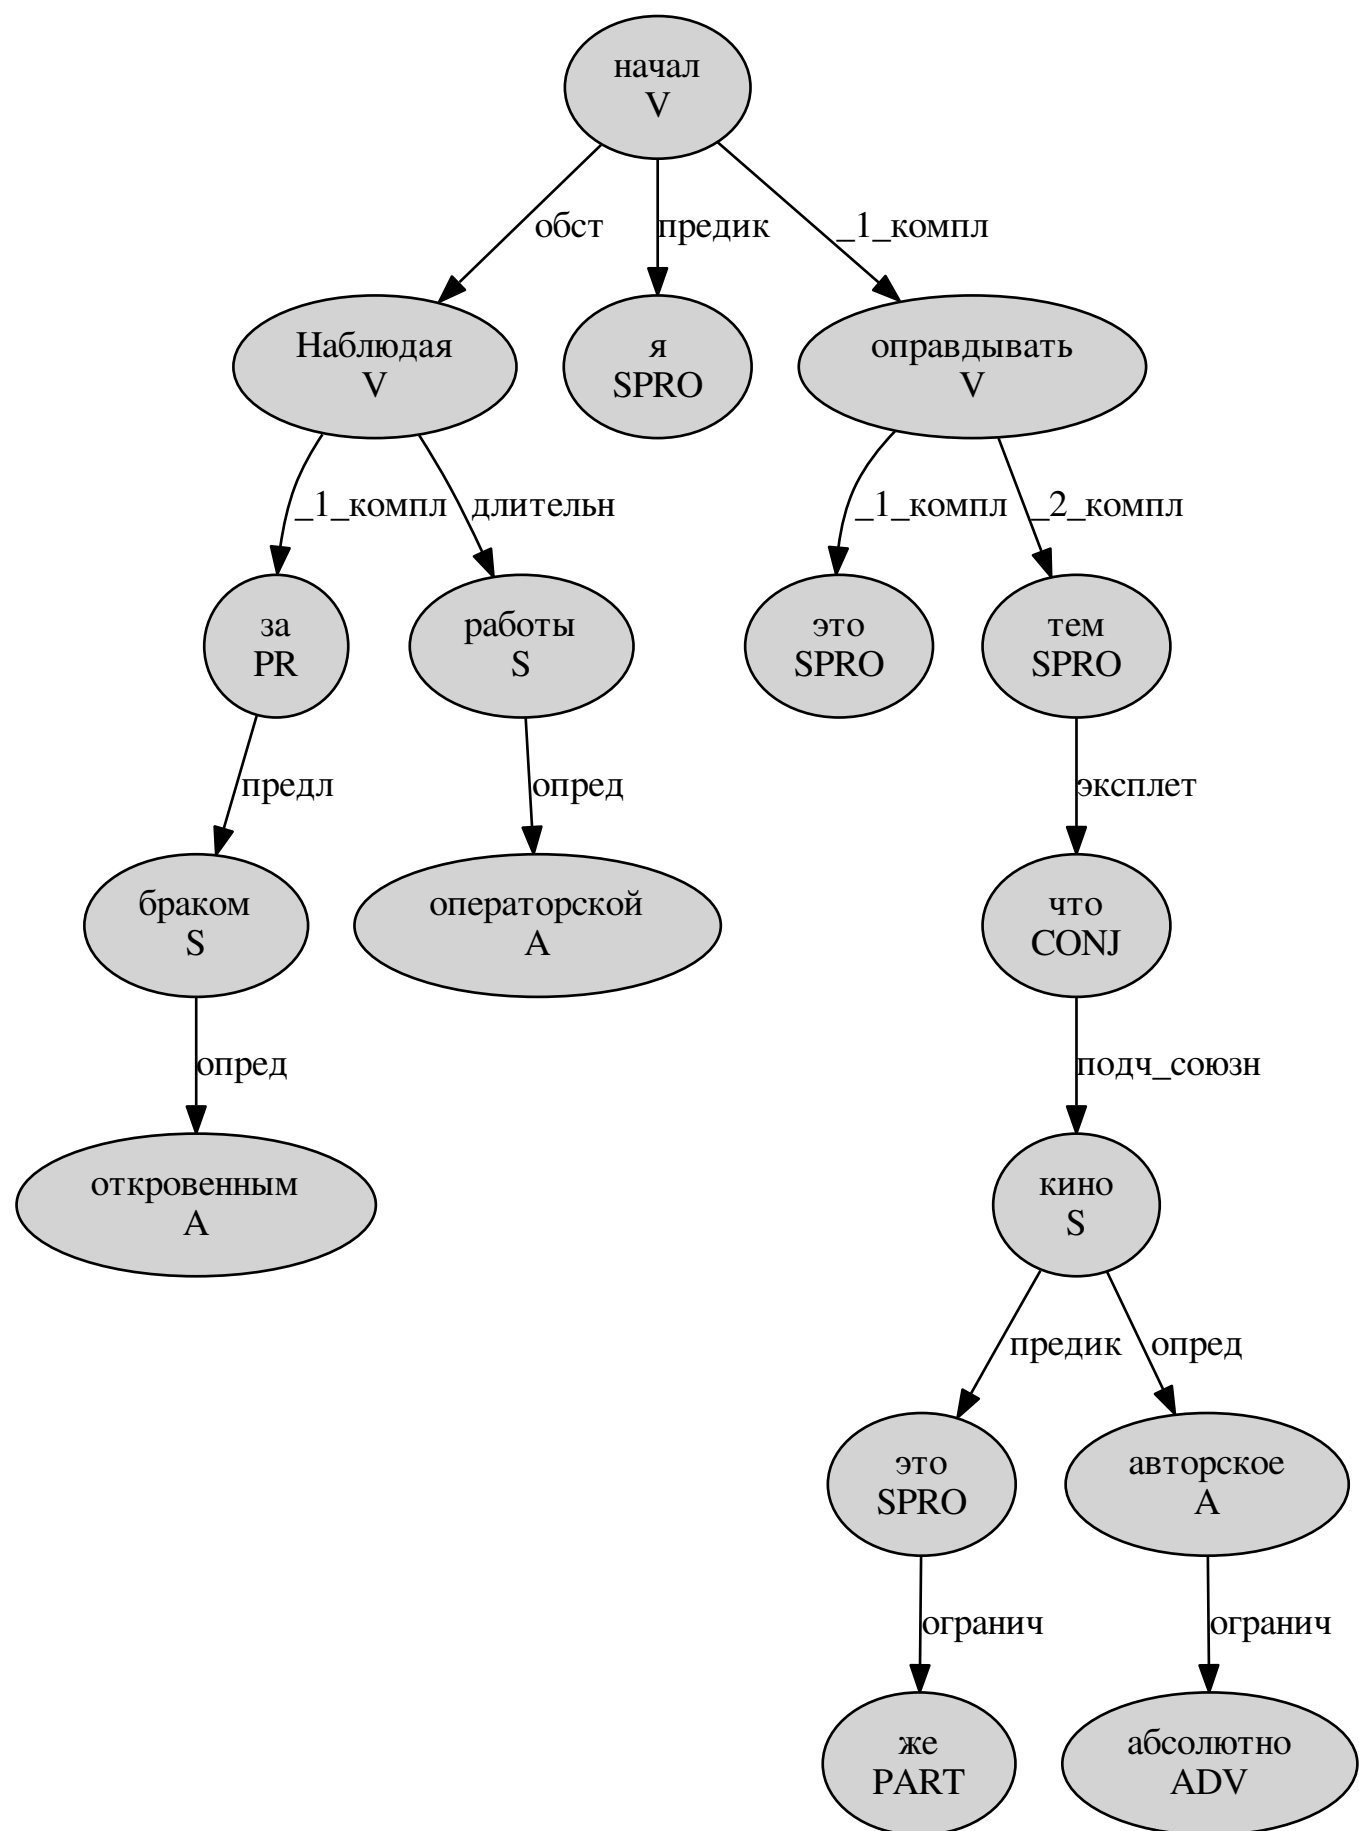 начал
V
обст
предик
_1_компл
Наблюдая
V
я
SPRO
оправдывать
V
_1_компл
длительн
_1_компл
_2_компл
за
PR
работы
S
это
SPRO
тем
SPRO
предл
опред
эксплет
браком
S
операторской
A
что
CONJ
опред
подч_союзн
откровенным
A
кино
S
предик
опред
это
SPRO
авторское
A
огранич
огранич
же
PART
абсолютно
ADV